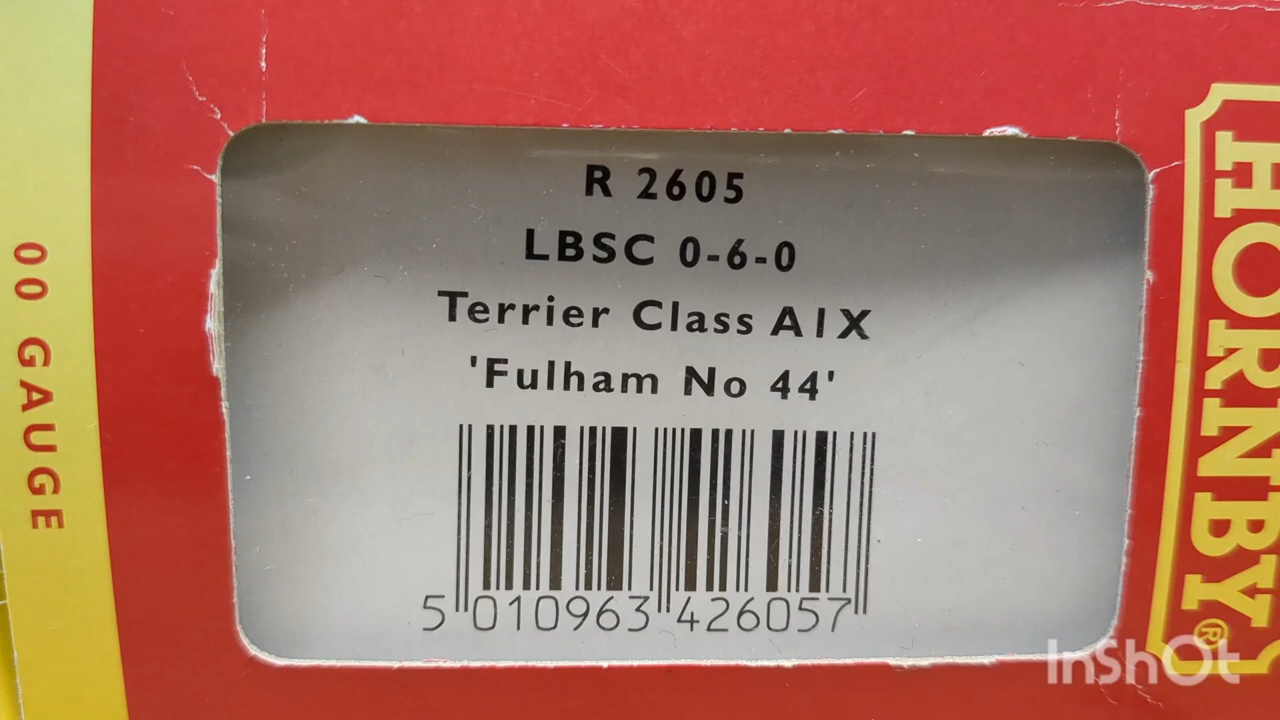 R 2605
LBSC 0-6-0
Terrier Class A1X
'Fulham No 44'
5 010963 426057
00 GAUGE
HORNBY®
InShOt